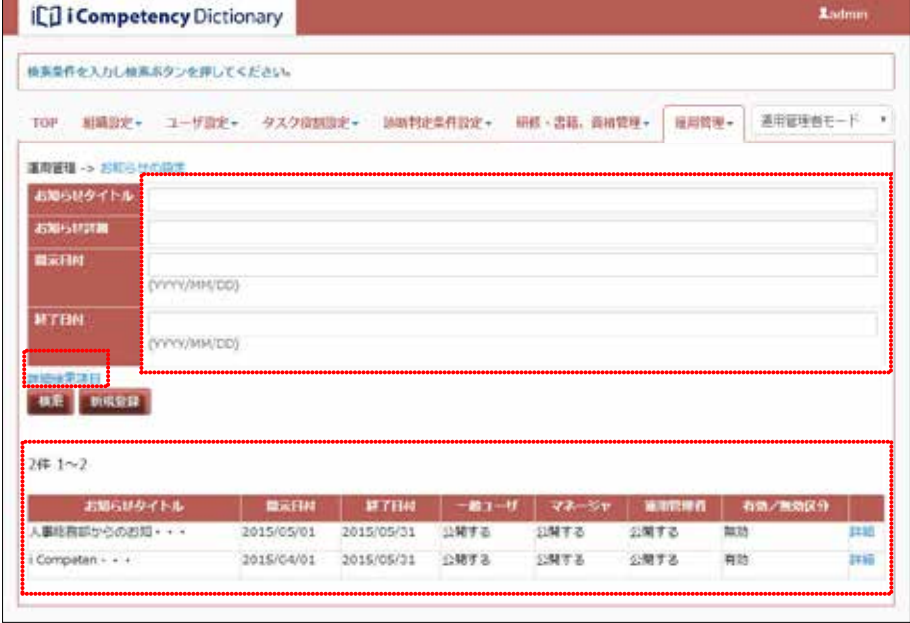 iCD i Competency Dictionary
admin
検索条件を入力し検索ボタンを押してください。
TOP 組織設定 ユーザ設定 タスク役割設定 診断判定条件設定 研修・書籍、資格管理 運用管理 運用管理者モード
運用管理 -> お知らせの設定
お知らせタイトル
お知らせ詳細
開示日付
(YYYY/MM/DD)
終了日付
(YYYY/MM/DD)
詳細検索項目
検索 新規登録
2件 1～2
お知らせタイトル 開示日付 終了日付 一般ユーザ マネージャ 運用管理者 有効／無効区分
人事総務部からのお知・・・ 2015/05/01 2015/05/31 公開する 公開する 公開する 無効 詳細
i Competen・・・ 2015/04/01 2015/05/31 公開する 公開する 公開する 有効 詳細